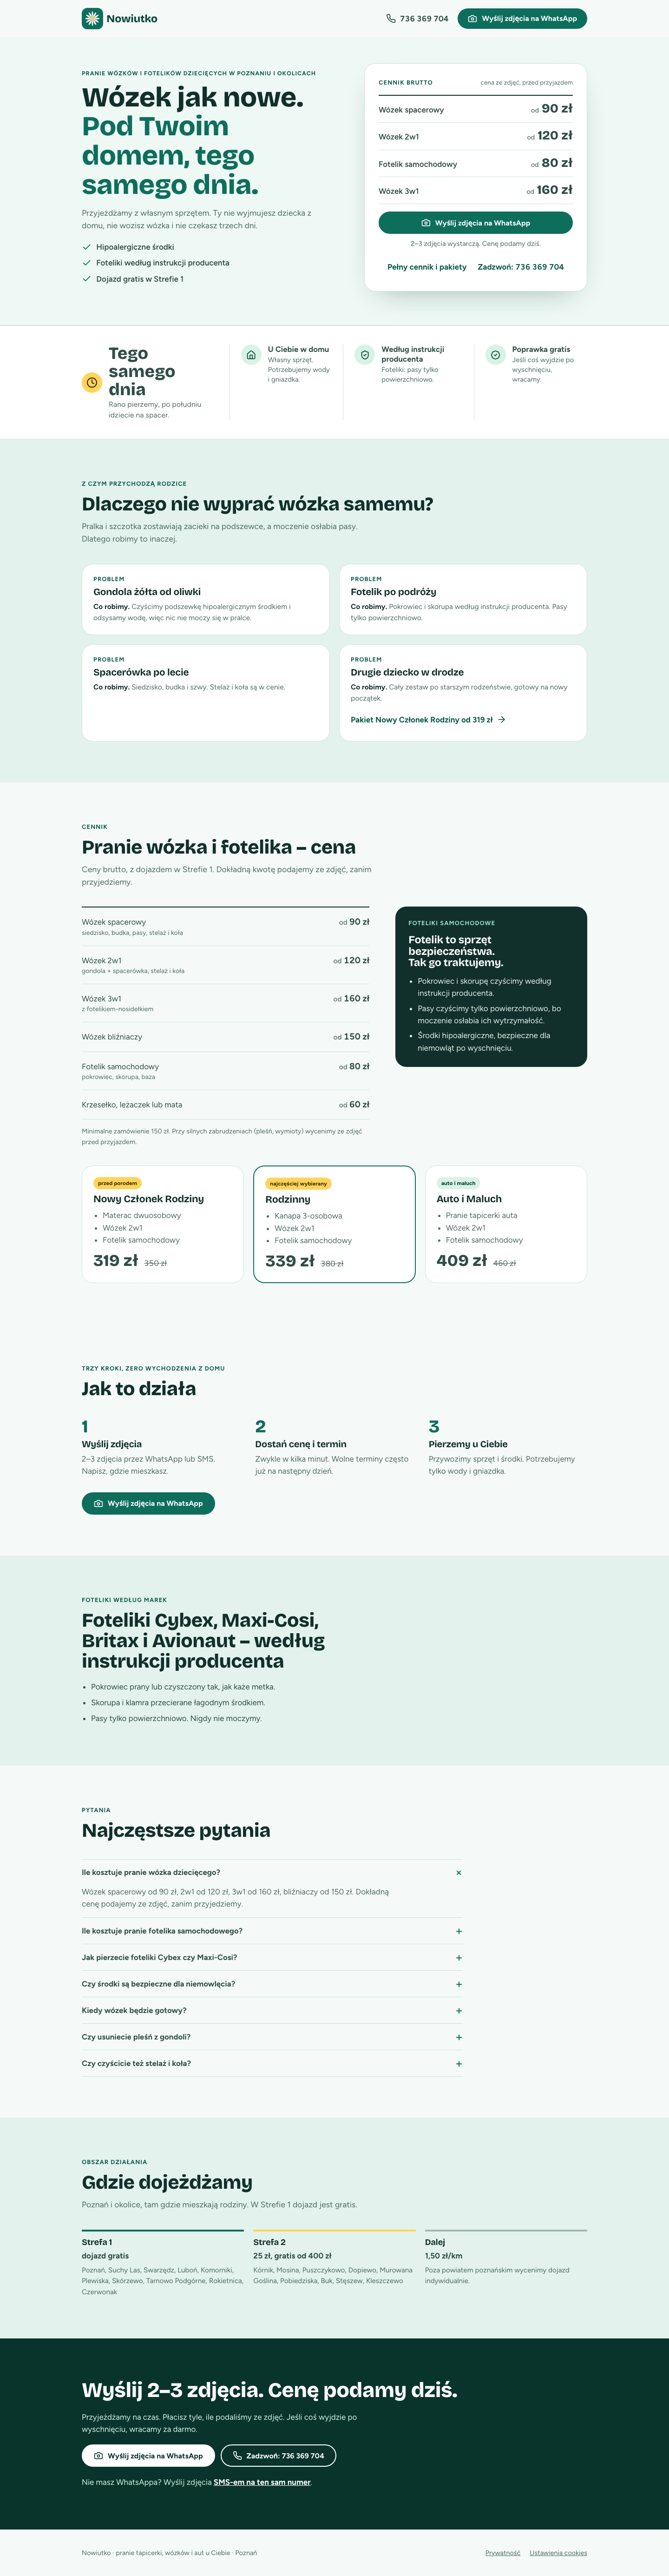 Nowiutko
736 369 704
Wyślij zdjęcia na WhatsApp
PRANIE WÓZKÓW I FOTELIKÓW DZIECIĘCYCH W POZNANIU I OKOLICACH
Wózek jak nowe.
Pod Twoim
domem, tego
samego dnia.
Przyjeżdżamy z własnym sprzętem. Ty nie wyjmujesz dziecka z
domu, nie wozisz wózka i nie czekasz trzech dni.
Hipoalergiczne środki
Foteliki według instrukcji producenta
Dojazd gratis w Strefie 1
CENNIK BRUTTO
cena ze zdjęć, przed przyjazdem
Wózek spacerowy od 90 zł
Wózek 2w1 od 120 zł
Fotelik samochodowy od 80 zł
Wózek 3w1 od 160 zł
Wyślij zdjęcia na WhatsApp
2–3 zdjęcia wystarczą. Cenę podamy dziś.
Pełny cennik i pakiety Zadzwoń: 736 369 704
Tego
samego
dnia
Rano pierzemy, po południu
idziecie na spacer.
U Ciebie w domu
Własny sprzęt.
Potrzebujemy wody
i gniazdka.
Według instrukcji
producenta
Foteliki: pasy tylko
powierzchniowo.
Poprawka gratis
Jeśli coś wyjdzie po
wyschnięciu,
wracamy.
Z CZYM PRZYCHODZĄ RODZICE
Dlaczego nie wyprać wózka samemu?
Pralka i szczotka zostawiają zacieki na podszewce, a moczenie osłabia pasy.
Dlatego robimy to inaczej.
PROBLEM
Gondola żółta od oliwki
Co robimy. Czyścimy podszewkę hipoalergicznym środkiem i
odsysamy wodę, więc nic nie moczy się w pralce.
PROBLEM
Fotelik po podróży
Co robimy. Pokrowiec i skorupa według instrukcji producenta. Pasy
tylko powierzchniowo.
PROBLEM
Spacerówka po lecie
Co robimy. Siedzisko, budka i szwy. Stelaż i koła są w cenie.
PROBLEM
Drugie dziecko w drodze
Co robimy. Cały zestaw po starszym rodzeństwie, gotowy na nowy
początek.
Pakiet Nowy Członek Rodziny od 319 zł
CENNIK
Pranie wózka i fotelika – cena
Ceny brutto, z dojazdem w Strefie 1. Dokładną kwotę podajemy ze zdjęć, zanim
przyjedziemy.
Wózek spacerowy od 90 zł
siedzisko, budka, pasy, stelaż i koła
Wózek 2w1 od 120 zł
gondola + spacerówka, stelaż i koła
Wózek 3w1 od 160 zł
z fotelikiem-nosidełkiem
Wózek bliźniaczy od 150 zł
Fotelik samochodowy od 80 zł
pokrowiec, skorupa, baza
Krzesełko, leżaczek lub mata od 60 zł
Minimalne zamówienie 150 zł. Przy silnych zabrudzeniach (pleśń, wymioty) wycenimy ze zdjęć
przed przyjazdem.
FOTELIKI SAMOCHODOWE
Fotelik to sprzęt
bezpieczeństwa.
Tak go traktujemy.
Pokrowiec i skorupę czyścimy według
instrukcji producenta.
Pasy czyścimy tylko powierzchniowo, bo
moczenie osłabia ich wytrzymałość.
Środki hipoalergiczne, bezpieczne dla
niemowląt po wyschnięciu.
przed porodem
Nowy Członek Rodziny
Materac dwuosobowy
Wózek 2w1
Fotelik samochodowy
319 zł 350 zł
najczęściej wybierany
Rodzinny
Kanapa 3-osobowa
Wózek 2w1
Fotelik samochodowy
339 zł 380 zł
auto i maluch
Auto i Maluch
Pranie tapicerki auta
Wózek 2w1
Fotelik samochodowy
409 zł 460 zł
TRZY KROKI, ZERO WYCHODZENIA Z DOMU
Jak to działa
1
Wyślij zdjęcia
2–3 zdjęcia przez WhatsApp lub SMS.
Napisz, gdzie mieszkasz.
2
Dostań cenę i termin
Zwykle w kilka minut. Wolne terminy często
już na następny dzień.
3
Pierzemy u Ciebie
Przywozimy sprzęt i środki. Potrzebujemy
tylko wody i gniazdka.
Wyślij zdjęcia na WhatsApp
FOTELIKI WEDŁUG MAREK
Foteliki Cybex, Maxi-Cosi,
Britax i Avionaut – według
instrukcji producenta
Pokrowiec prany lub czyszczony tak, jak każe metka.
Skorupa i klamra przecierane łagodnym środkiem.
Pasy tylko powierzchniowo. Nigdy nie moczymy.
PYTANIA
Najczęstsze pytania
Ile kosztuje pranie wózka dziecięcego?
Wózek spacerowy od 90 zł, 2w1 od 120 zł, 3w1 od 160 zł, bliźniaczy od 150 zł. Dokładną
cenę podajemy ze zdjęć, zanim przyjedziemy.
Ile kosztuje pranie fotelika samochodowego?
Jak pierzecie foteliki Cybex czy Maxi-Cosi?
Czy środki są bezpieczne dla niemowlęcia?
Kiedy wózek będzie gotowy?
Czy usuniecie pleśń z gondoli?
Czy czyścicie też stelaż i koła?
OBSZAR DZIAŁANIA
Gdzie dojeżdżamy
Poznań i okolice, tam gdzie mieszkają rodziny. W Strefie 1 dojazd jest gratis.
Strefa 1
dojazd gratis
Poznań, Suchy Las, Swarzędz, Luboń, Komorniki,
Plewiska, Skórzewo, Tarnowo Podgórne, Rokietnica,
Czerwonak
Strefa 2
25 zł, gratis od 400 zł
Kórnik, Mosina, Puszczykowo, Dopiewo, Murowana
Goślina, Pobiedziska, Buk, Stęszew, Kleszczewo
Dalej
1,50 zł/km
Poza powiatem poznańskim wycenimy dojazd
indywidualnie.
Wyślij 2–3 zdjęcia. Cenę podamy dziś.
Przyjeżdżamy na czas. Płacisz tyle, ile podaliśmy ze zdjęć. Jeśli coś wyjdzie po
wyschnięciu, wracamy za darmo.
Wyślij zdjęcia na WhatsApp
Zadzwoń: 736 369 704
Nie masz WhatsAppa? Wyślij zdjęcia SMS-em na ten sam numer.
Nowiutko · pranie tapicerki, wózków i aut u Ciebie · Poznań
Prywatność Ustawienia cookies